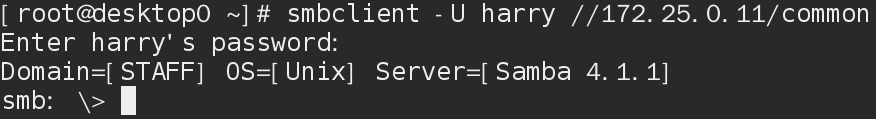 [root@desktop0 ~]# smbclient -U harry //172.25.0.11/common
Enter harry's password:
Domain=[STAFF] OS=[Unix] Server=[Samba 4.1.1]
smb: \>